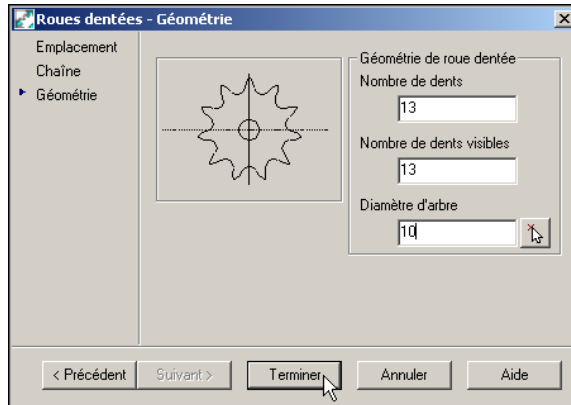 Roues dentées - Géométrie
Emplacement
Chaîne
Géométrie
Géométrie de roue dentée
Nombre de dents
13
Nombre de dents visibles
13
Diamètre d'arbre
10
< Précédent
Suivant >
Terminer
Annuler
Aide